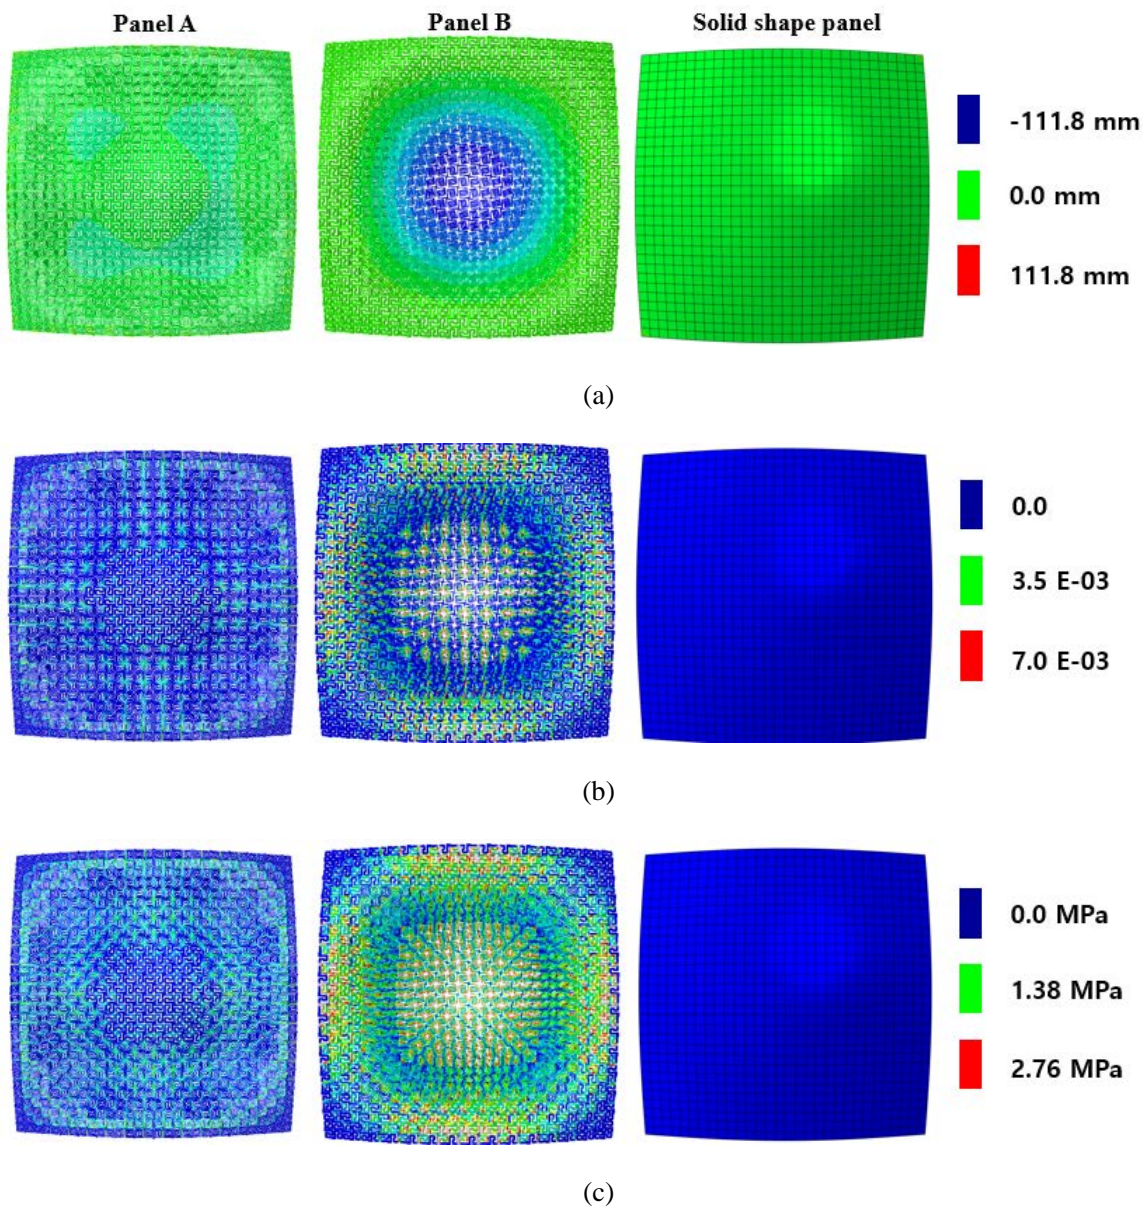 Panel A
Panel B
Solid shape panel
-111.8 mm
0.0 mm
111.8 mm
(a)
0.0
3.5 E-03
7.0 E-03
(b)
0.0 MPa
1.38 MPa
2.76 MPa
(c)